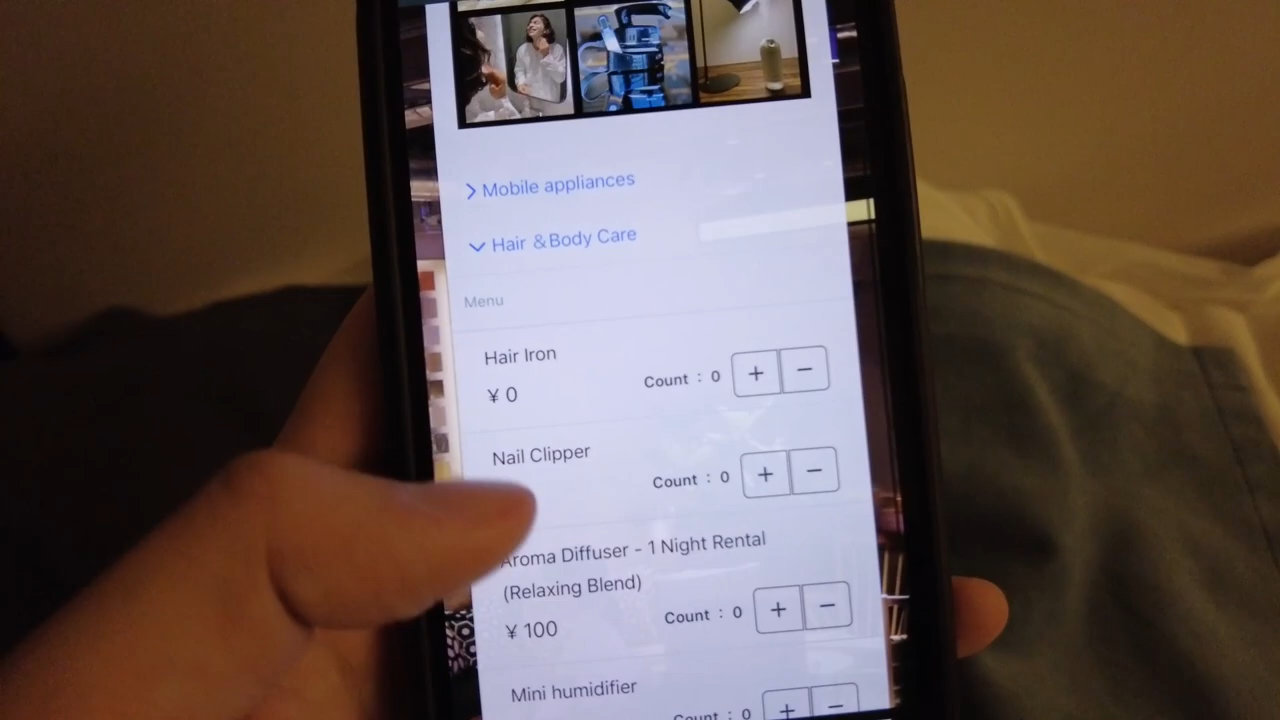 Mobile appliances
Hair &Body Care
Menu
Hair Iron
¥ 0
Count : 0 + −
Nail Clipper
Count : 0 + −
Aroma Diffuser - 1 Night Rental
(Relaxing Blend)
¥ 100
Count : 0 + −
Mini humidifier
Count : 0 + −